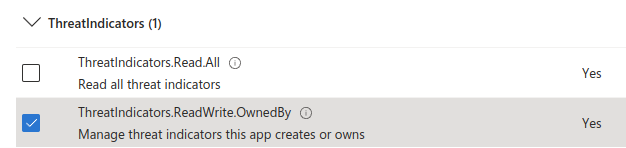 ThreatIndicators (1)
ThreatIndicators.Read.All
Read all threat indicators
Yes
ThreatIndicators.ReadWrite.OwnedBy
Manage threat indicators this app creates or owns
Yes